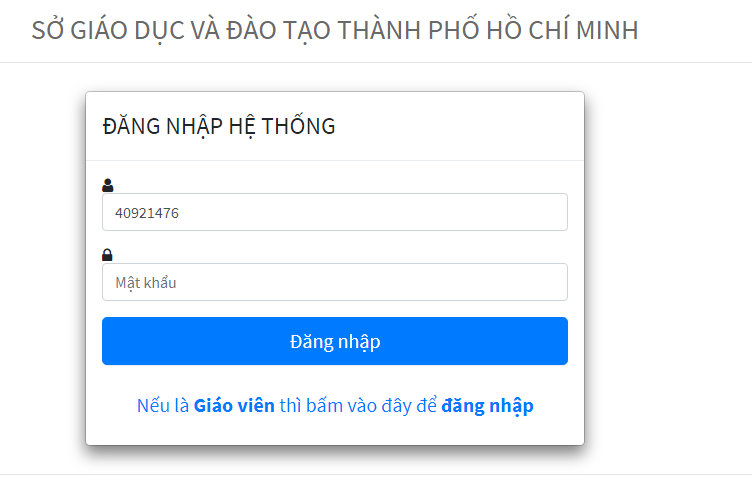 SỞ GIÁO DỤC VÀ ĐÀO TẠO THÀNH PHỐ HỒ CHÍ MINH
ĐĂNG NHẬP HỆ THỐNG
40921476
Mật khẩu
Đăng nhập
Nếu là Giáo viên thì bấm vào đây để đăng nhập